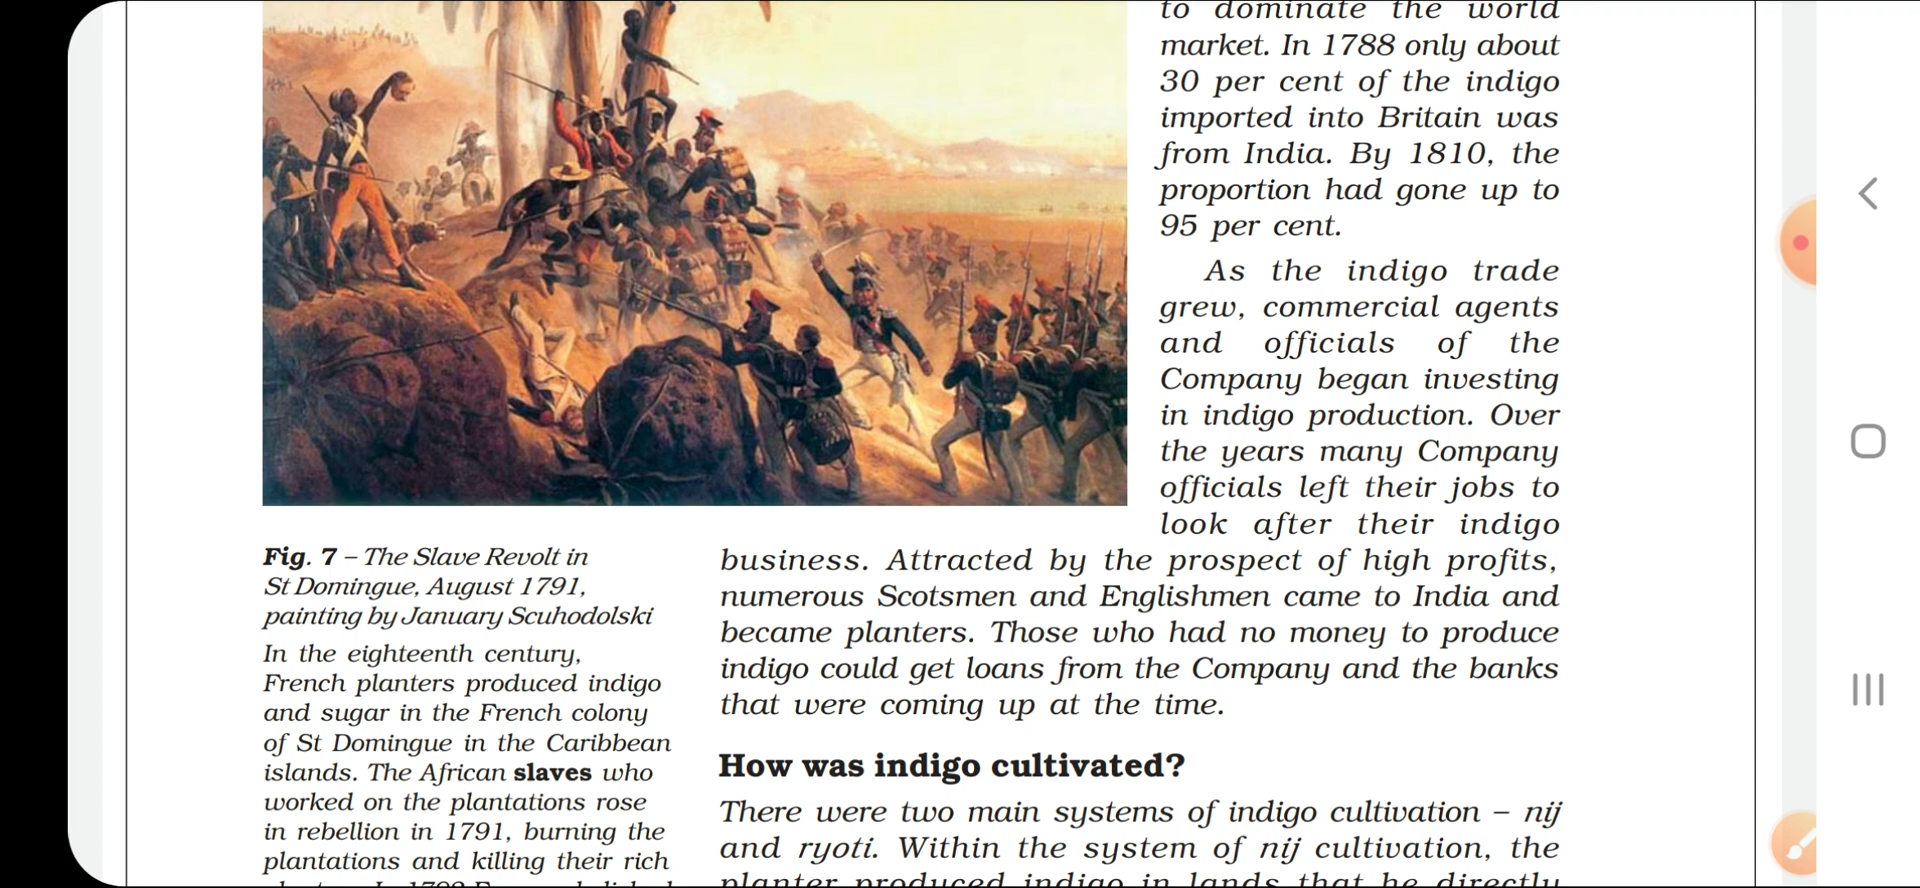 to dominate the world
market. In 1788 only about
30 per cent of the indigo
imported into Britain was
from India. By 1810, the
proportion had gone up to
95 per cent.
As the indigo trade
grew, commercial agents
and officials of the
Company began investing
in indigo production. Over
the years many Company
officials left their jobs to
look after their indigo
business. Attracted by the prospect of high profits,
numerous Scotsmen and Englishmen came to India and
became planters. Those who had no money to produce
indigo could get loans from the Company and the banks
that were coming up at the time.
How was indigo cultivated?
There were two main systems of indigo cultivation – nij
and ryoti. Within the system of nij cultivation, the
planter produced indigo in lands that he directly
Fig. 7 – The Slave Revolt in
St Domingue, August 1791,
painting by January Scuhodolski
In the eighteenth century,
French planters produced indigo
and sugar in the French colony
of St Domingue in the Caribbean
islands. The African slaves who
worked on the plantations rose
in rebellion in 1791, burning the
plantations and killing their rich